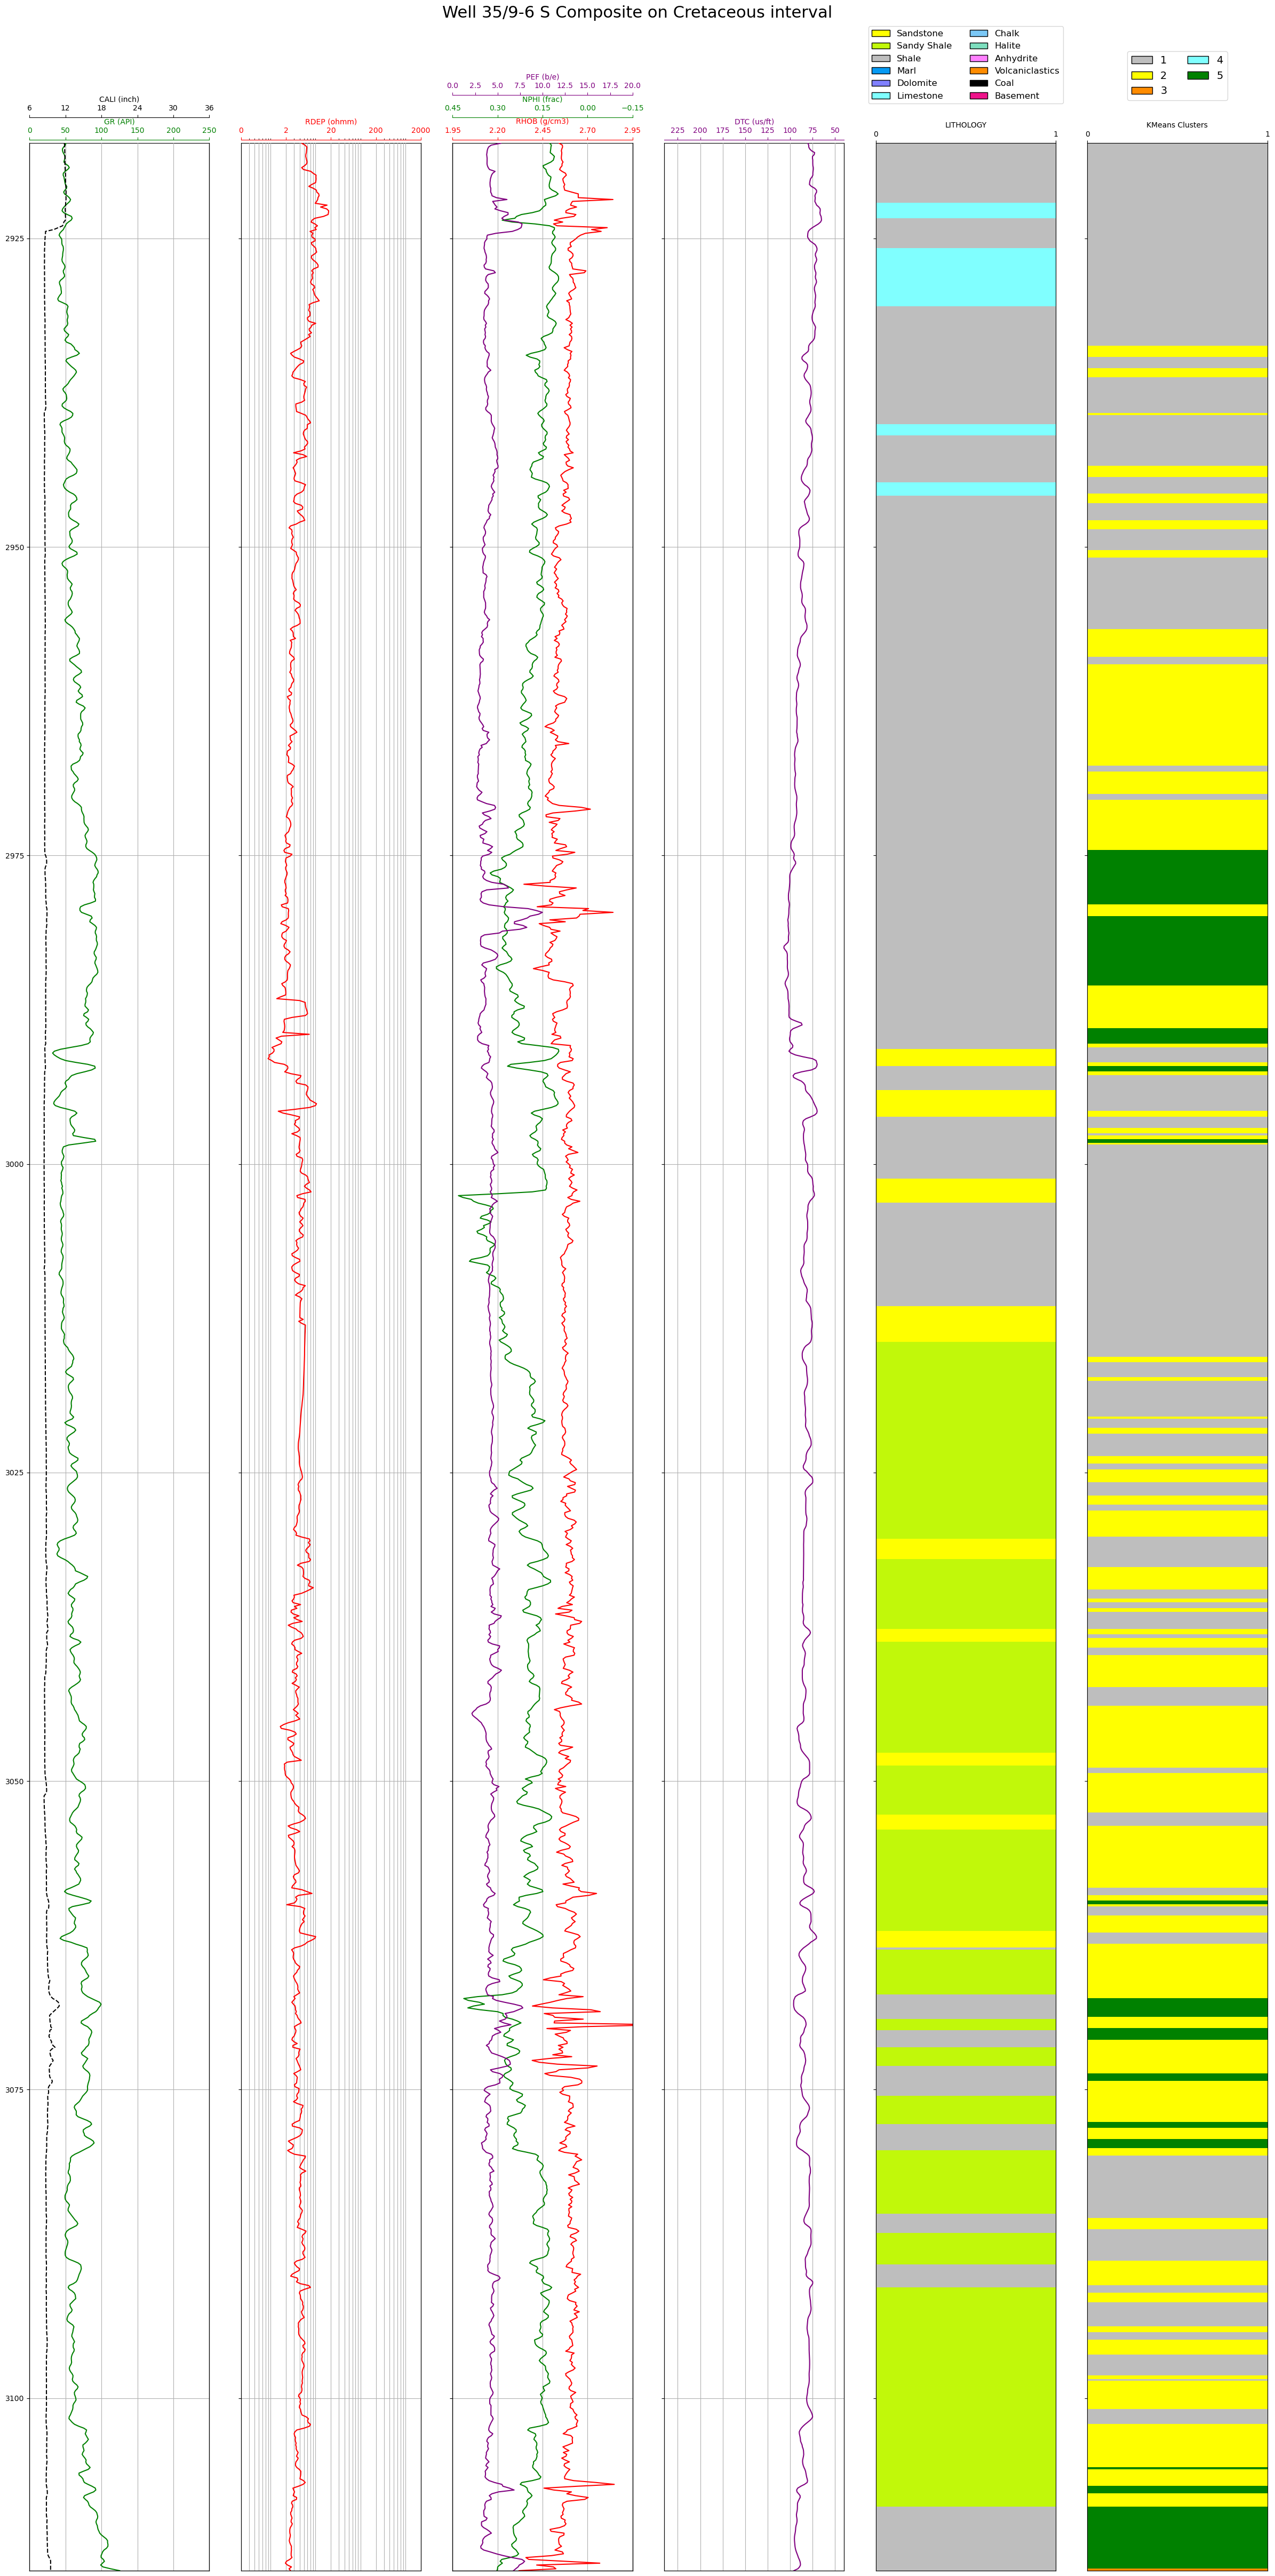 Well 35/9-6 S Composite on Cretaceous interval
Sandstone Chalk
Sandy Shale Halite
Shale Anhydrite
Marl Volcaniclastics
Dolomite Coal
Limestone Basement
1 4
2 5
3
PEF (b/e)
0.0 2.5 5.0 7.5 10.0 12.5 15.0 17.5 20.0
CALI (inch)
6 12 18 24 30 36
NPHI (frac)
0.45 0.30 0.15 0.00 −0.15
GR (API)
0 50 100 150 200 250
RDEP (ohmm)
0 2 20 200 2000
RHOB (g/cm3)
1.95 2.20 2.45 2.70 2.95
DTC (us/ft)
225 200 175 150 125 100 75 50
LITHOLOGY
0 1
KMeans Clusters
0 1
2925
2950
2975
3000
3025
3050
3075
3100